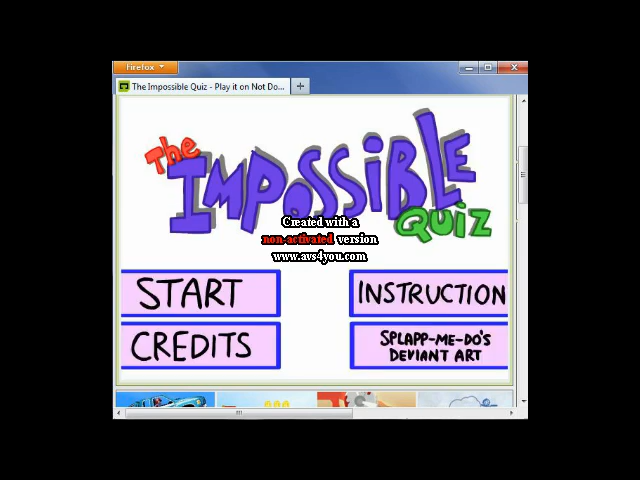 Firefox
The Impossible Quiz - Play it on Not Do...
The
IMPOSSIBLE
QUIZ
Created with a
non-activated version
www.avs4you.com
START
INSTRUCTION
CREDITS
SPLAPP-ME-DO'S
DEVIANT ART